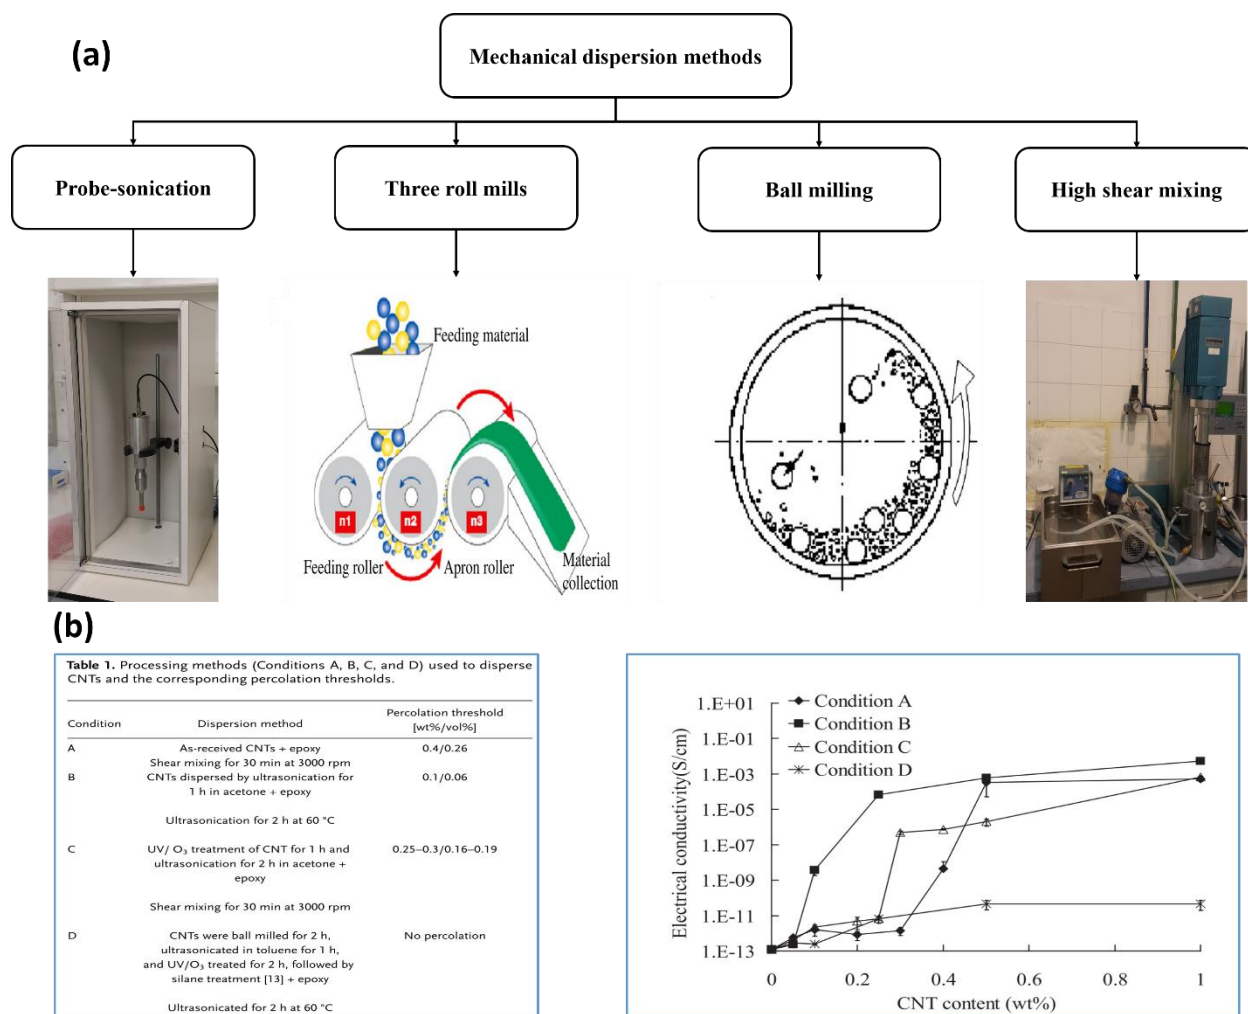 (a)
Mechanical dispersion methods
Probe-sonication
Three roll mills
Ball milling
High shear mixing
Feeding material
n1
n2
n3
Feeding roller
Apron roller
Material
collection
(b)
Table 1. Processing methods (Conditions A, B, C, and D) used to disperse
CNTs and the corresponding percolation thresholds.
Condition
Dispersion method
Percolation threshold
[wt%/vol%]
A
As-received CNTs + epoxy
0.4/0.26
Shear mixing for 30 min at 3000 rpm
B
CNTs dispersed by ultrasonication for
0.1/0.06
1 h in acetone + epoxy
Ultrasonication for 2 h at 60 °C
C
UV/ O₃ treatment of CNT for 1 h and
0.25–0.3/0.16–0.19
ultrasonication for 2 h in acetone +
epoxy
Shear mixing for 30 min at 3000 rpm
D
CNTs were ball milled for 2 h,
No percolation
ultrasonicated in toluene for 1 h,
and UV/O₃ treated for 2 h, followed by
silane treatment [13] + epoxy
Ultrasonicated for 2 h at 60 °C
Electrical conductivity(S/cm)
1.E+01
1.E-01
1.E-03
1.E-05
1.E-07
1.E-09
1.E-11
1.E-13
Condition A
Condition B
Condition C
Condition D
0
0.2
0.4
0.6
0.8
1
CNT content (wt%)